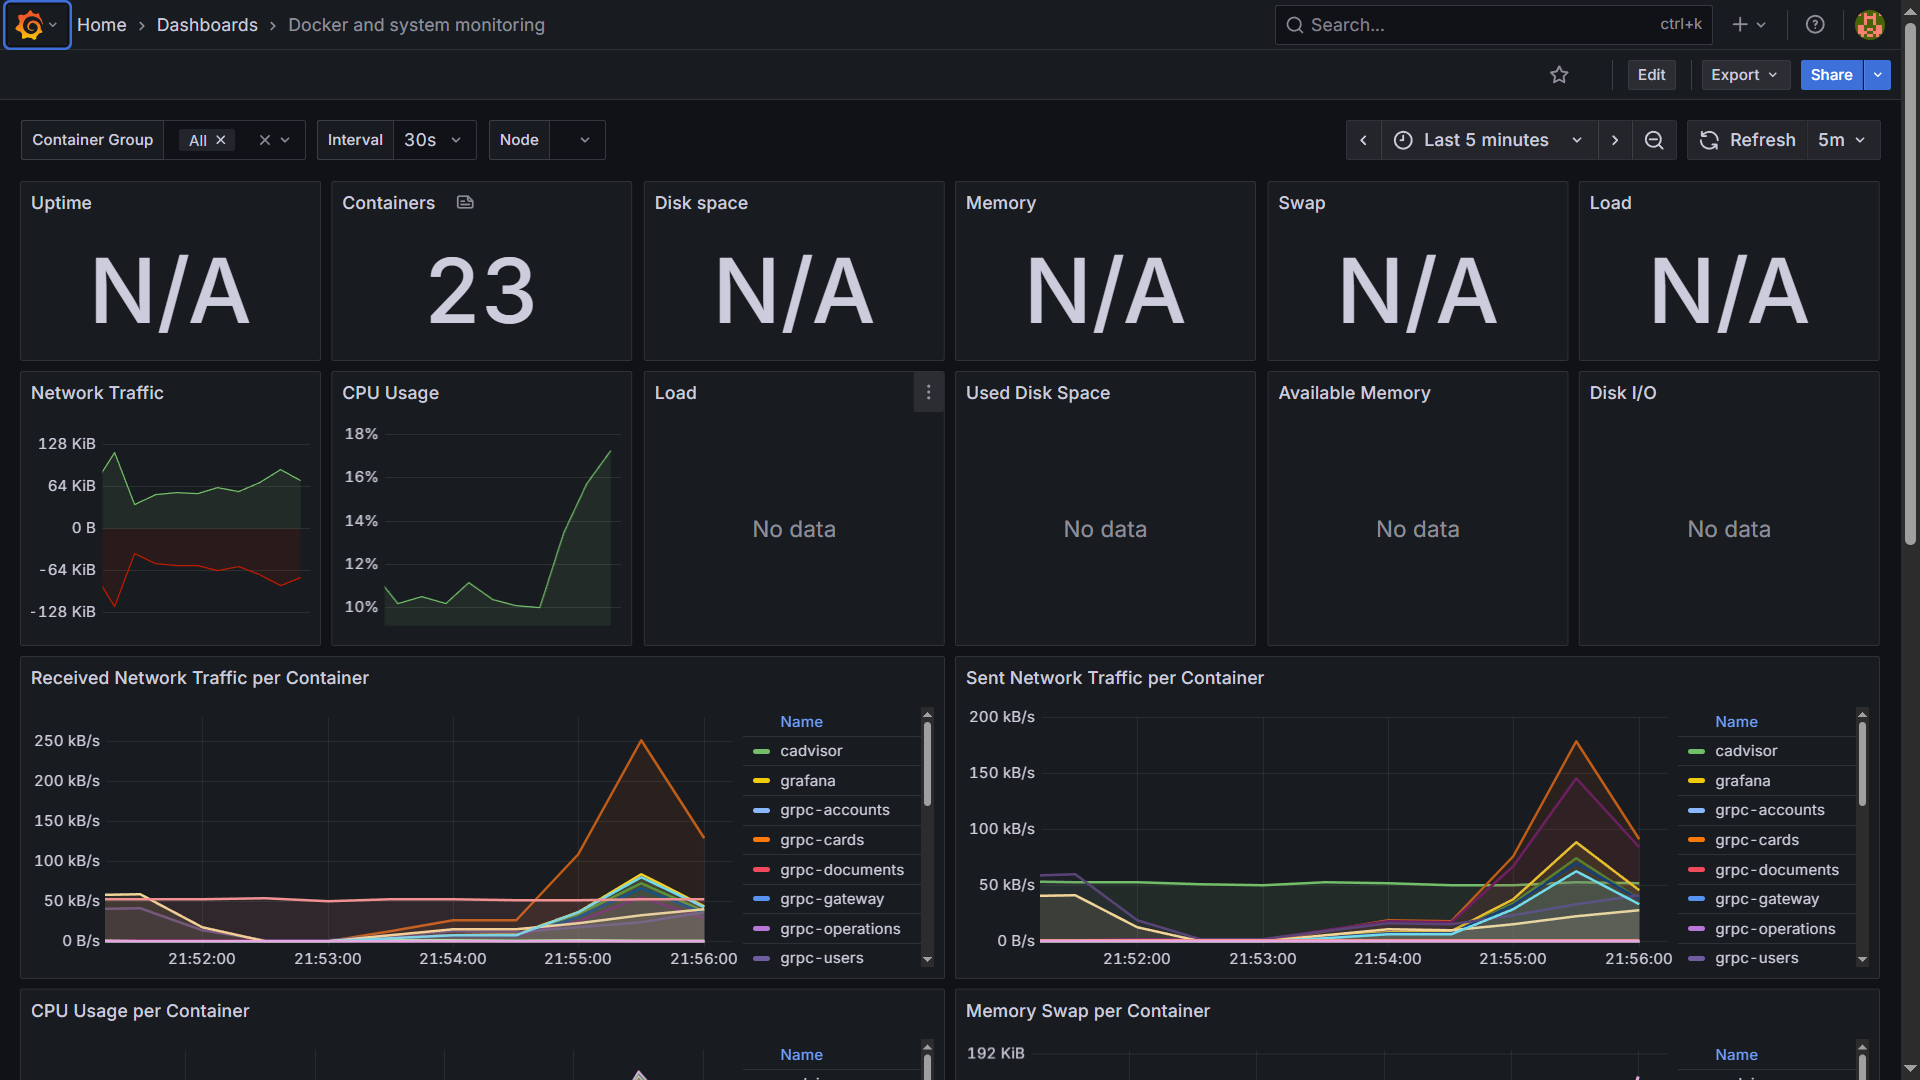 Home › Dashboards › Docker and system monitoring
Search... ctrl+k
Edit Export Share
Container Group All Interval 30s Node Last 5 minutes Refresh 5m
Uptime Containers Disk space Memory Swap Load
N/A 23 N/A N/A N/A N/A
Network Traffic
128 KiB
64 KiB
0 B
-64 KiB
-128 KiB
CPU Usage
18%
16%
14%
12%
10%
Load
No data
Used Disk Space
No data
Available Memory
No data
Disk I/O
No data
Received Network Traffic per Container
250 kB/s
200 kB/s
150 kB/s
100 kB/s
50 kB/s
0 B/s
21:52:00 21:53:00 21:54:00 21:55:00 21:56:00
Name
cadvisor
grafana
grpc-accounts
grpc-cards
grpc-documents
grpc-gateway
grpc-operations
grpc-users
Sent Network Traffic per Container
200 kB/s
150 kB/s
100 kB/s
50 kB/s
0 B/s
21:52:00 21:53:00 21:54:00 21:55:00 21:56:00
Name
cadvisor
grafana
grpc-accounts
grpc-cards
grpc-documents
grpc-gateway
grpc-operations
grpc-users
CPU Usage per Container
Name
Memory Swap per Container
192 KiB
Name